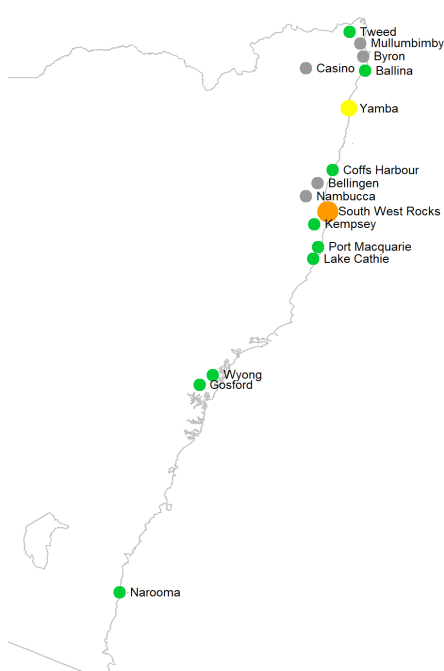 Tweed
Mullumbimby
Byron
Casino
Ballina
Yamba
Coffs Harbour
Bellingen
Nambucca
South West Rocks
Kempsey
Port Macquarie
Lake Cathie
Wyong
Gosford
Narooma